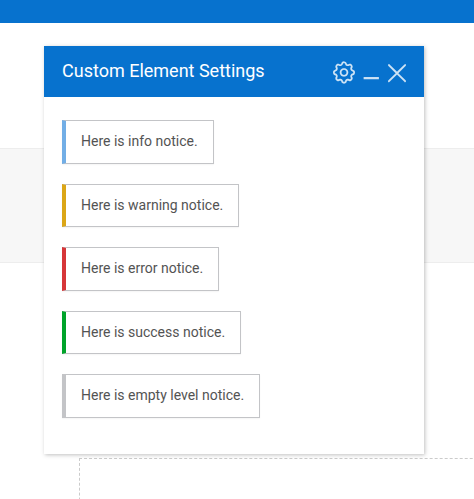 Custom Element Settings
Here is info notice.
Here is warning notice.
Here is error notice.
Here is success notice.
Here is empty level notice.